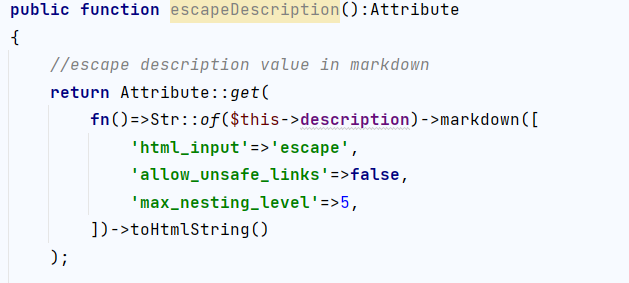 public function escapeDescription():Attribute
{
//escape description value in markdown
return Attribute::get(
fn()=>Str::of($this->description)->markdown([
'html_input'=>'escape',
'allow_unsafe_links'=>false,
'max_nesting_level'=>5,
])->toHtmlString()
);